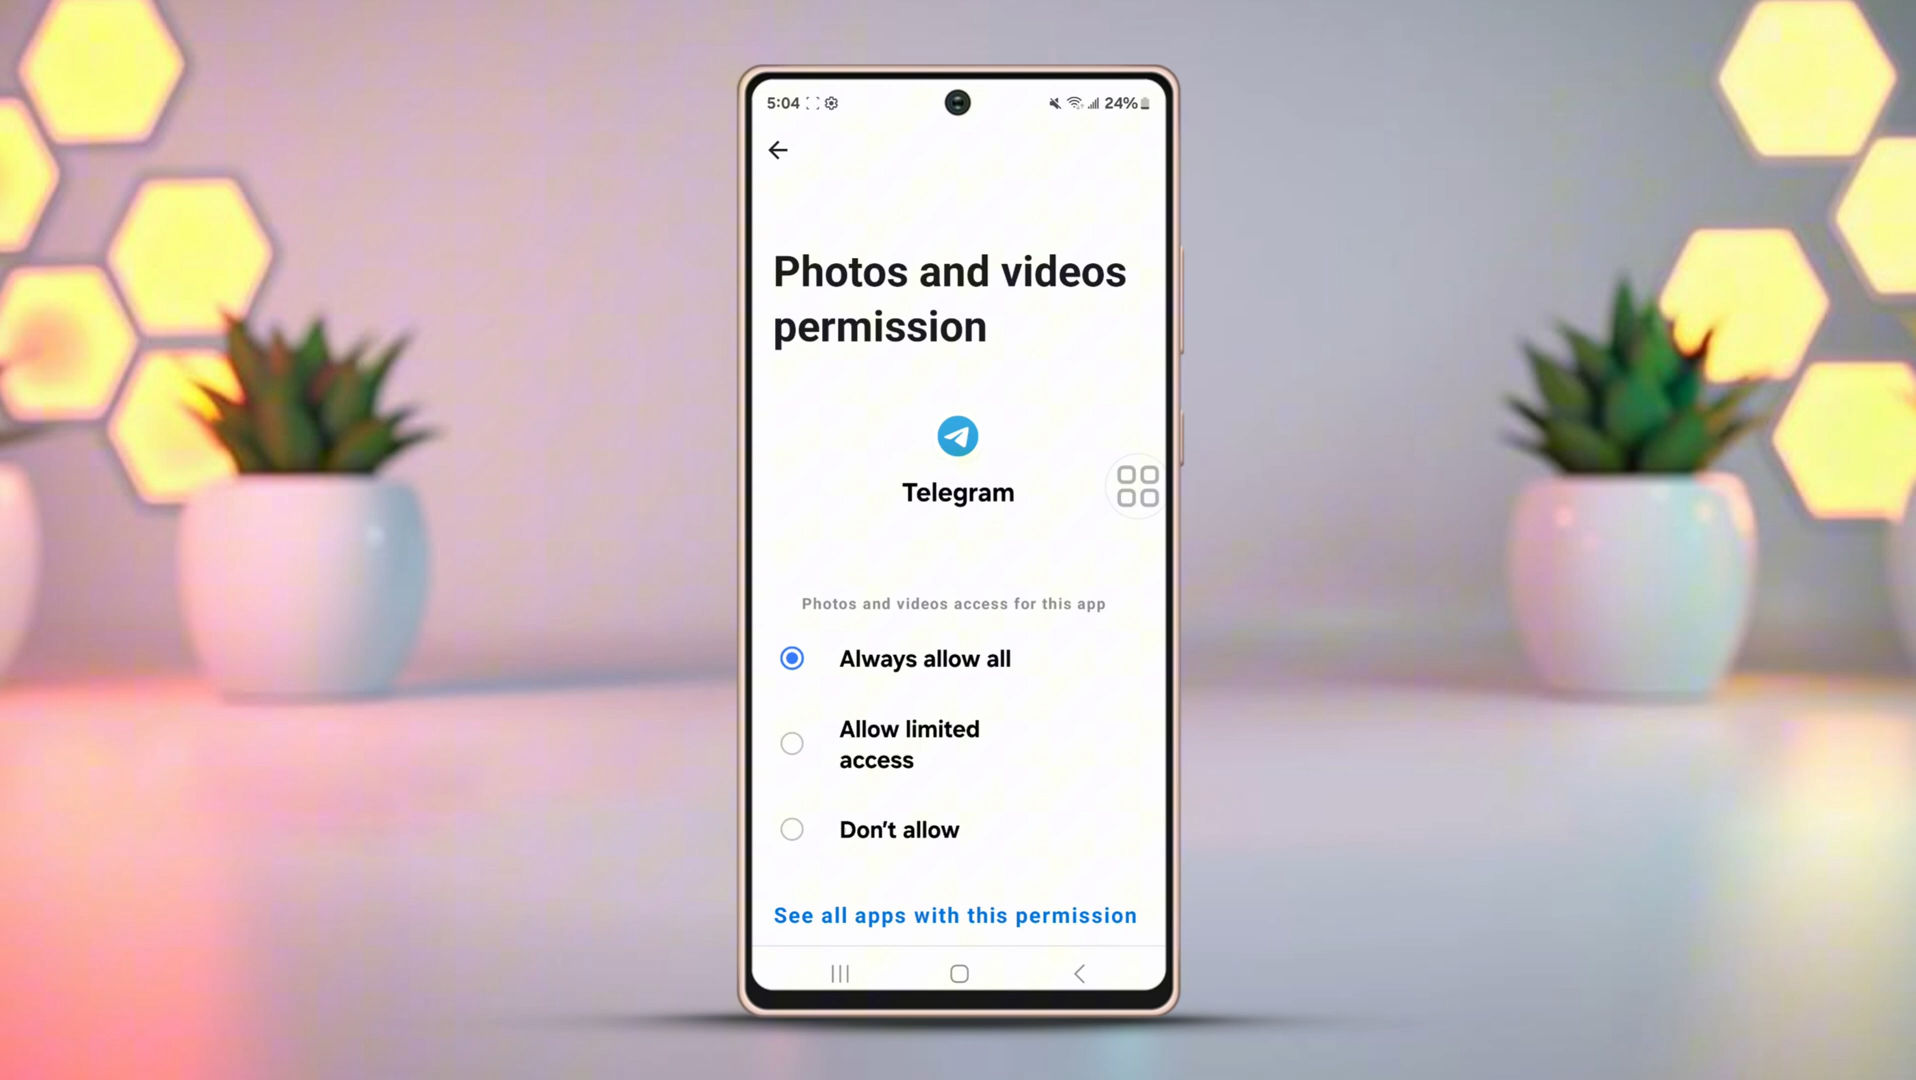 5:04 24%
Photos and videos
permission
Telegram
Photos and videos access for this app
Always allow all
Allow limited
access
Don't allow
See all apps with this permission